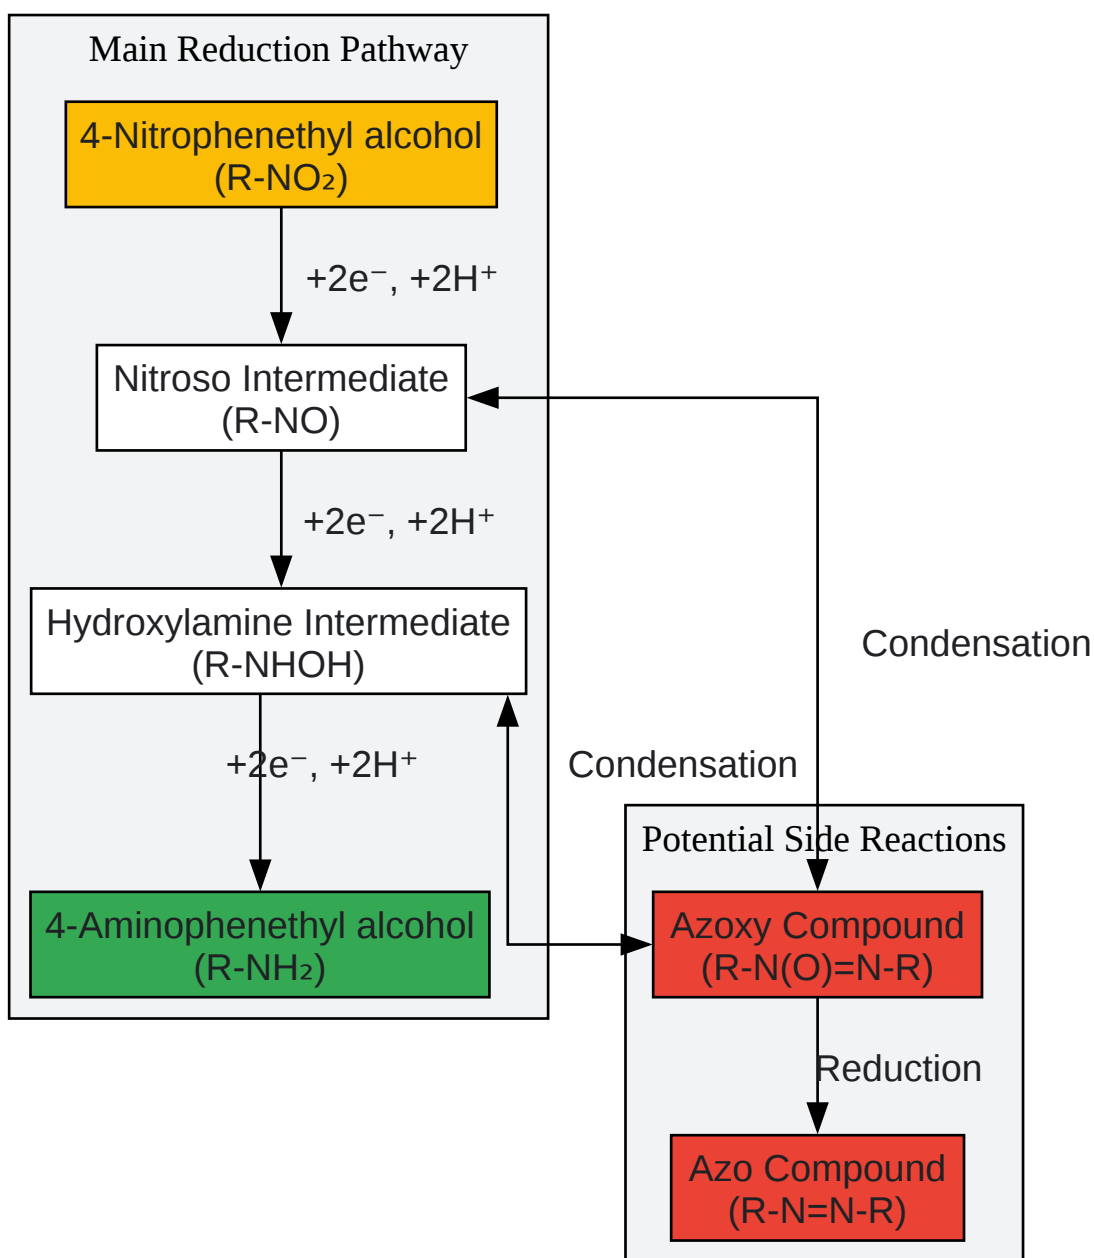 Main Reduction Pathway
4-Nitrophenethyl alcohol
(R-NO₂)
+2e⁻, +2H⁺
Nitroso Intermediate
(R-NO)
+2e⁻, +2H⁺
Hydroxylamine Intermediate
(R-NHOH)
Condensation
+2e⁻, +2H⁺
Condensation
Potential Side Reactions
4-Aminophenethyl alcohol
(R-NH₂)
Azoxy Compound
(R-N(O)=N-R)
Reduction
Azo Compound
(R-N=N-R)